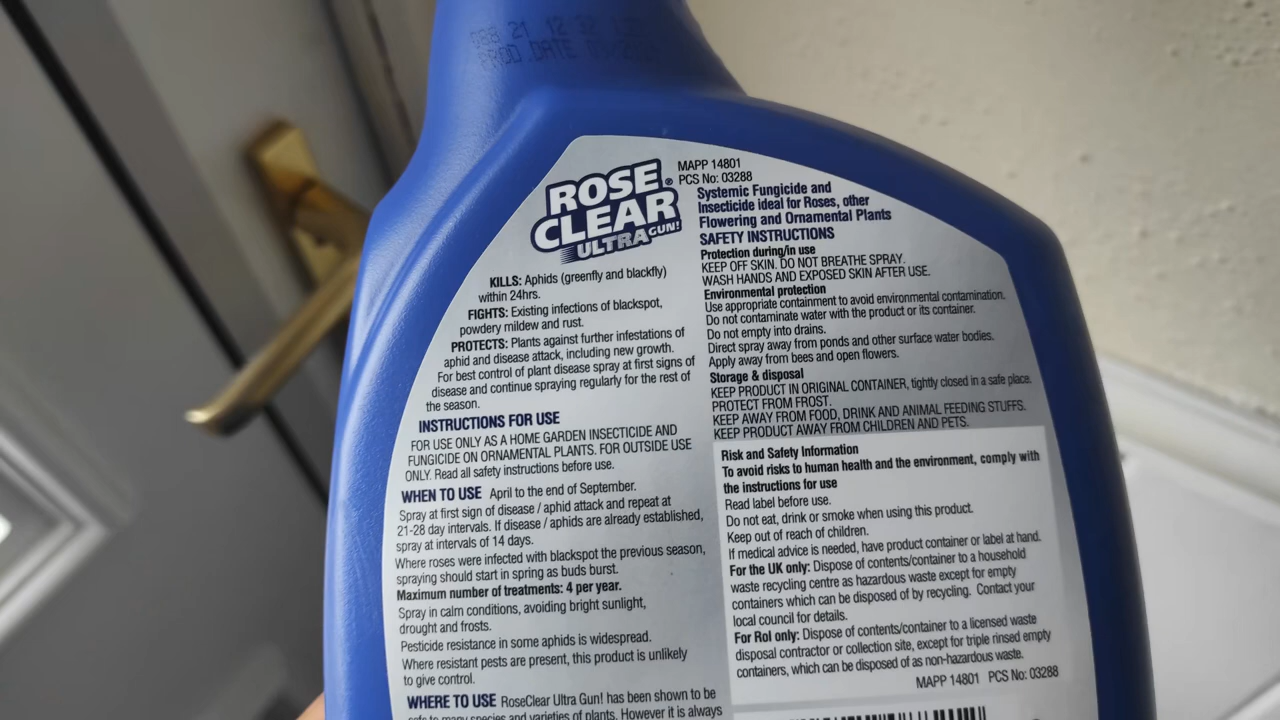 PROD DATE
ROSE
CLEAR®
ULTRA GUN!
KILLS: Aphids (greenfly and blackfly)
within 24hrs.
FIGHTS: Existing infections of blackspot,
powdery mildew and rust.
PROTECTS: Plants against further infestations of
aphid and disease attack, including new growth.
For best control of plant disease spray at first signs of
disease and continue spraying regularly for the rest of
the season.
INSTRUCTIONS FOR USE
FOR USE ONLY AS A HOME GARDEN INSECTICIDE AND
FUNGICIDE ON ORNAMENTAL PLANTS. FOR OUTSIDE USE
ONLY. Read all safety instructions before use.
WHEN TO USE April to the end of September.
Spray at first sign of disease / aphid attack and repeat at
21-28 day intervals. If disease / aphids are already established,
spray at intervals of 14 days.
Where roses were infected with blackspot the previous season,
spraying should start in spring as buds burst.
Maximum number of treatments: 4 per year.
Spray in calm conditions, avoiding bright sunlight,
drought and frosts.
Pesticide resistance in some aphids is widespread.
Where resistant pests are present, this product is unlikely
to give control.
WHERE TO USE RoseClear Ultra Gun! has been shown to be
safe to many species and varieties of plants. However it is always
MAPP 14801
PCS No: 03288
Systemic Fungicide and
Insecticide ideal for Roses, other
Flowering and Ornamental Plants
SAFETY INSTRUCTIONS
Protection during/in use
KEEP OFF SKIN. DO NOT BREATHE SPRAY.
WASH HANDS AND EXPOSED SKIN AFTER USE.
Environmental protection
Use appropriate containment to avoid environmental contamination.
Do not contaminate water with the product or its container.
Do not empty into drains.
Direct spray away from ponds and other surface water bodies.
Apply away from bees and open flowers.
Storage & disposal
KEEP PRODUCT IN ORIGINAL CONTAINER, tightly closed in a safe place.
PROTECT FROM FROST.
KEEP AWAY FROM FOOD, DRINK AND ANIMAL FEEDING STUFFS.
KEEP PRODUCT AWAY FROM CHILDREN AND PETS.
Risk and Safety Information
To avoid risks to human health and the environment, comply with
the instructions for use
Read label before use.
Do not eat, drink or smoke when using this product.
Keep out of reach of children.
If medical advice is needed, have product container or label at hand.
For the UK only: Dispose of contents/container to a household
waste recycling centre as hazardous waste except for empty
containers which can be disposed of by recycling. Contact your
local council for details.
For RoI only: Dispose of contents/container to a licensed waste
disposal contractor or collection site, except for triple rinsed empty
containers, which can be disposed of as non-hazardous waste.
MAPP 14801 PCS No: 03288